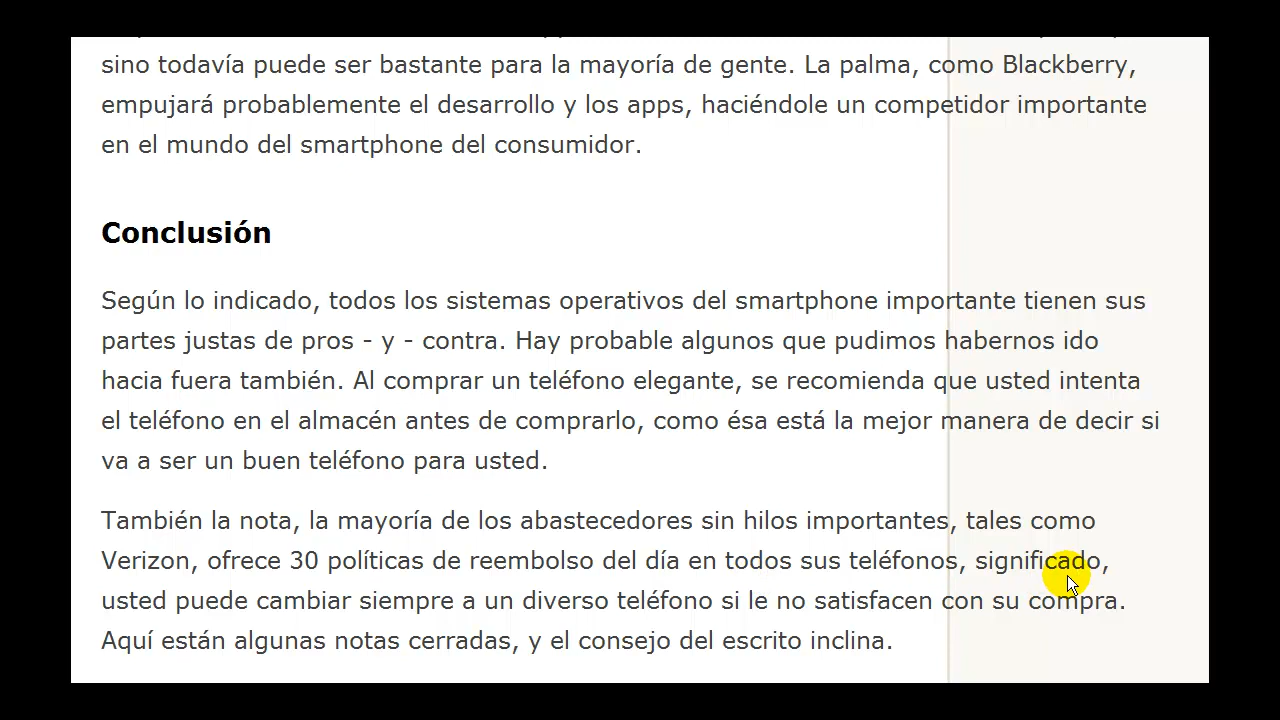 sino todavía puede ser bastante para la mayoría de gente. La palma, como Blackberry,
empujará probablemente el desarrollo y los apps, haciéndole un competidor importante
en el mundo del smartphone del consumidor.
Conclusión
Según lo indicado, todos los sistemas operativos del smartphone importante tienen sus
partes justas de pros - y - contra. Hay probable algunos que pudimos habernos ido
hacia fuera también. Al comprar un teléfono elegante, se recomienda que usted intenta
el teléfono en el almacén antes de comprarlo, como ésa está la mejor manera de decir si
va a ser un buen teléfono para usted.
También la nota, la mayoría de los abastecedores sin hilos importantes, tales como
Verizon, ofrece 30 políticas de reembolso del día en todos sus teléfonos, significado,
usted puede cambiar siempre a un diverso teléfono si le no satisfacen con su compra.
Aquí están algunas notas cerradas, y el consejo del escrito inclina.